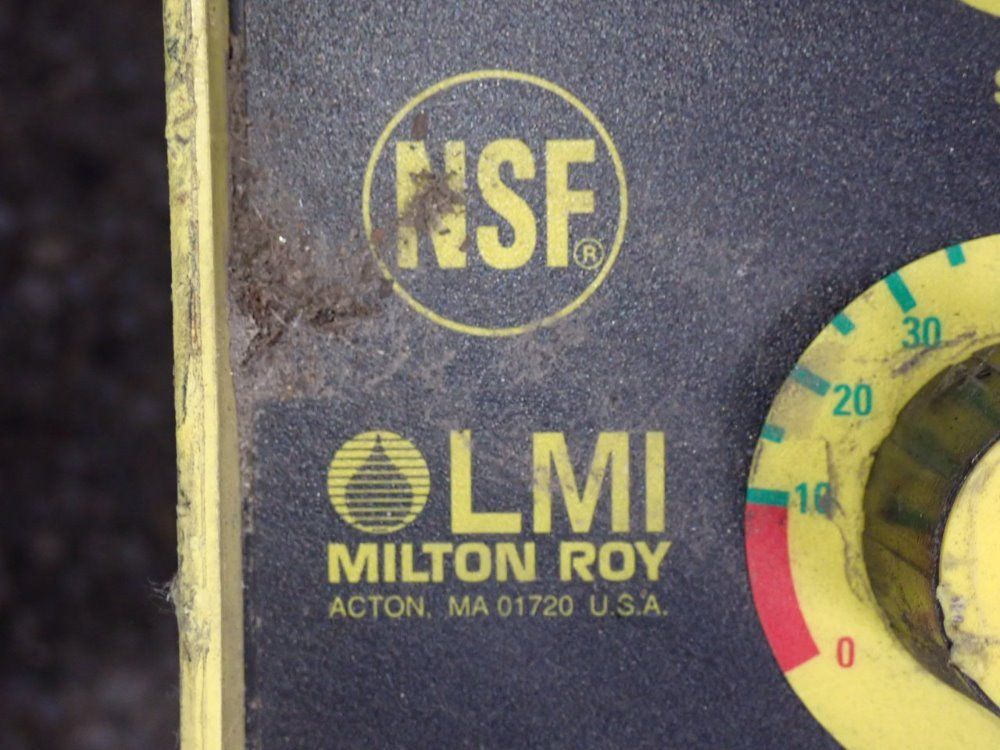 NSF®
30
20
10
0
LMI
MILTON ROY
ACTON, MA 01720 U.S.A.